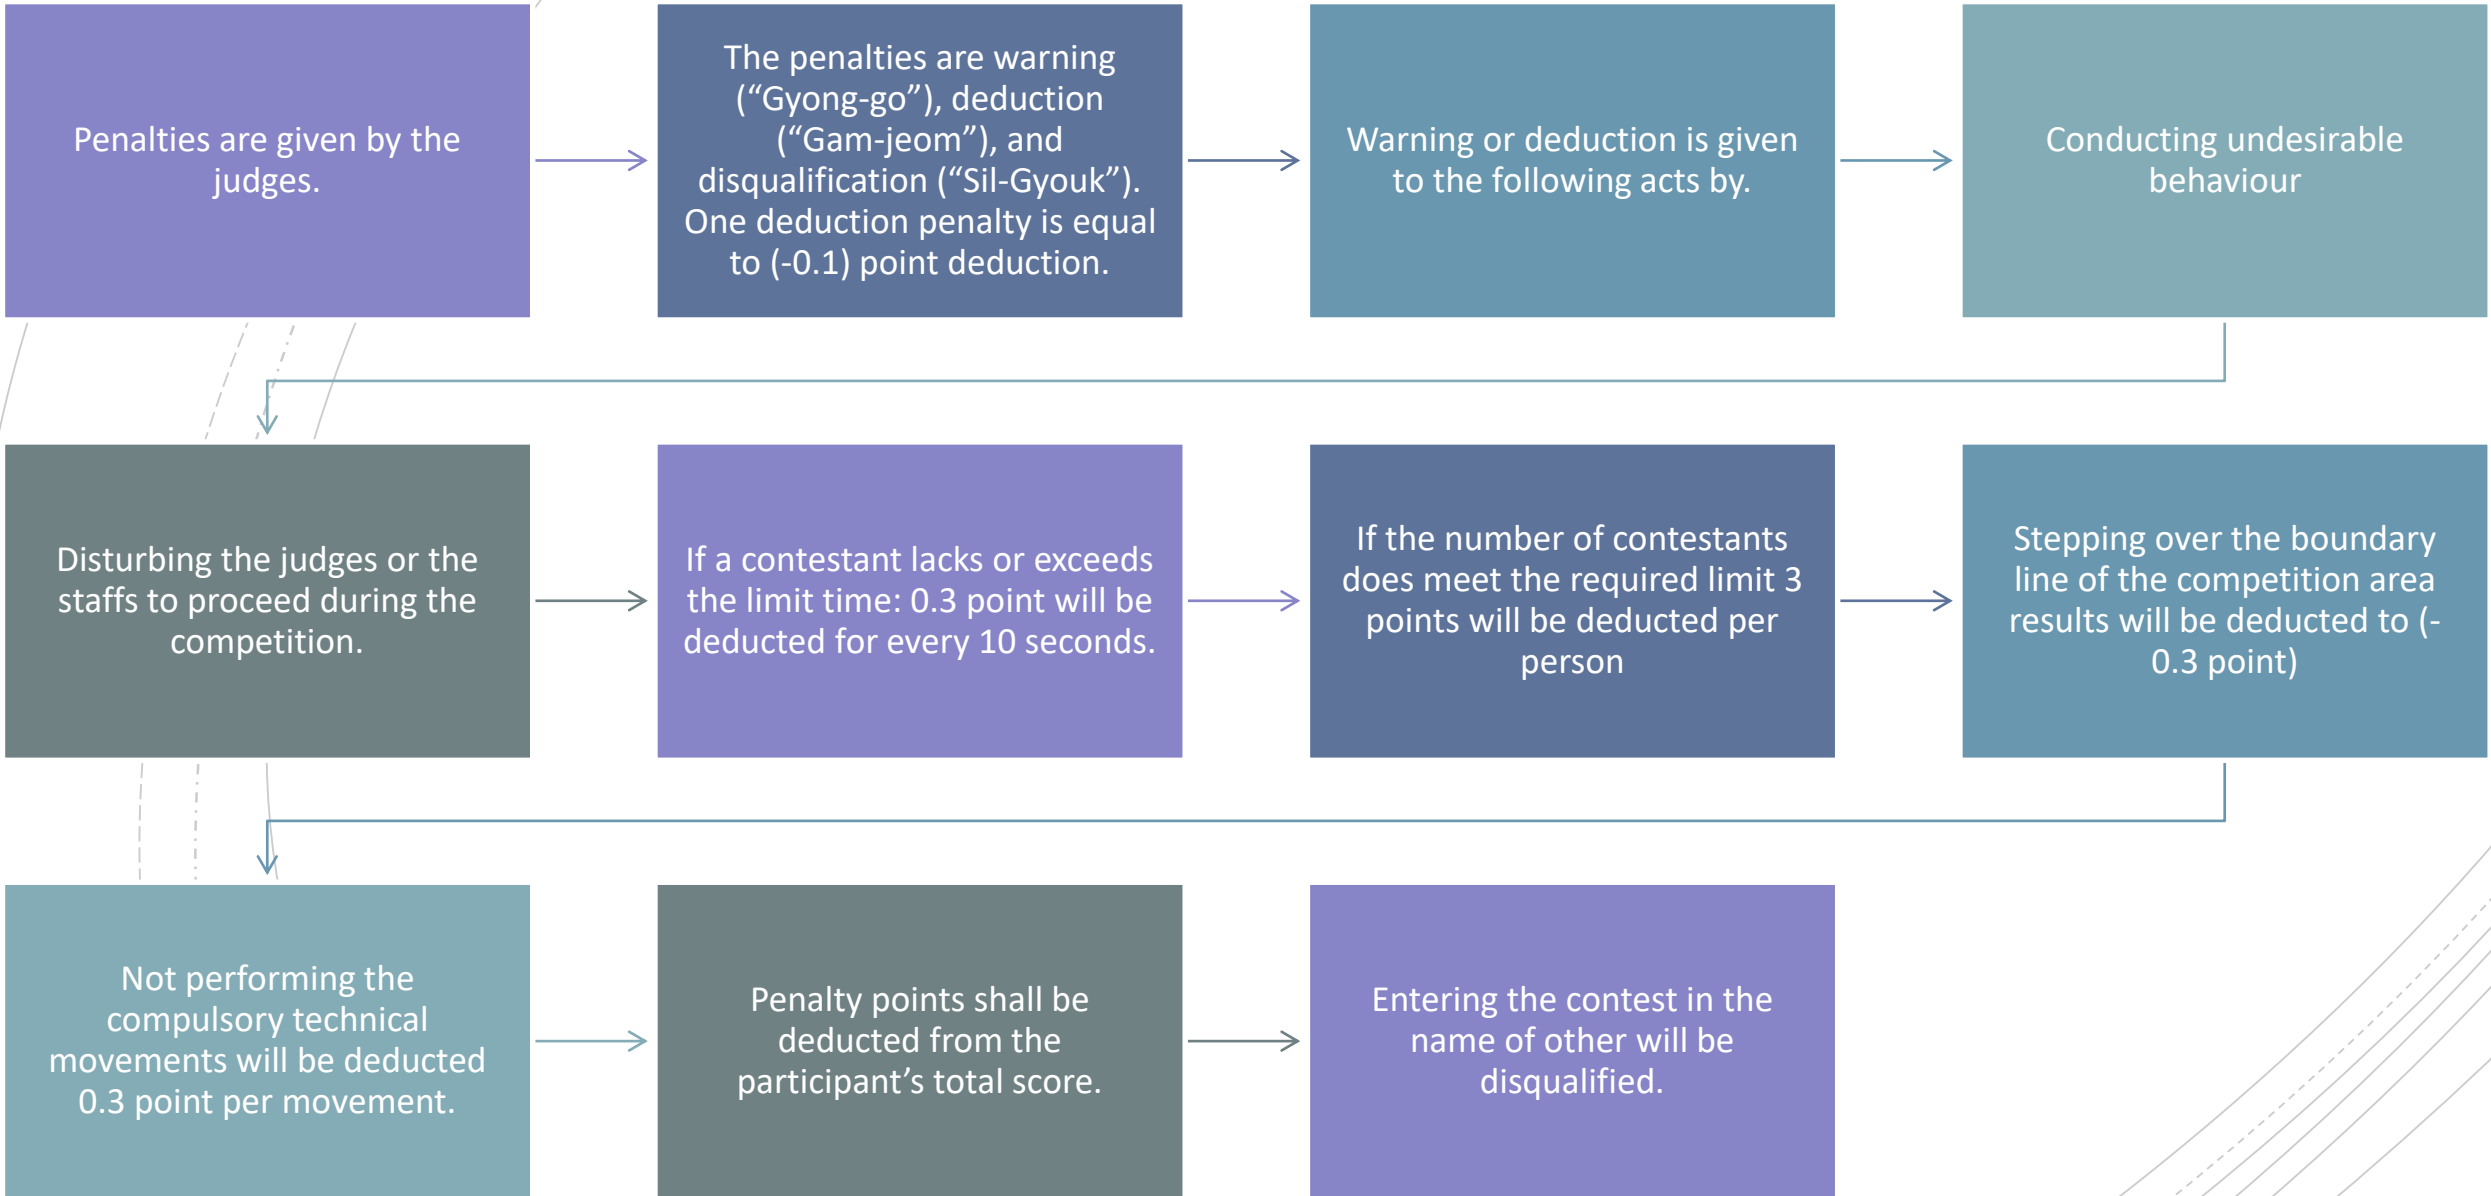 Penalties are given by the
judges.
The penalties are warning
(“Gyong-go”), deduction
(“Gam-jeom”), and
disqualification (“Sil-Gyouk”).
One deduction penalty is equal
to (-0.1) point deduction.
Warning or deduction is given
to the following acts by.
Conducting undesirable
behaviour
Disturbing the judges or the
staffs to proceed during the
competition.
If a contestant lacks or exceeds
the limit time: 0.3 point will be
deducted for every 10 seconds.
If the number of contestants
does meet the required limit 3
points will be deducted per
person
Stepping over the boundary
line of the competition area
results will be deducted to (-
0.3 point)
Not performing the
compulsory technical
movements will be deducted
0.3 point per movement.
Penalty points shall be
deducted from the
participant’s total score.
Entering the contest in the
name of other will be
disqualified.